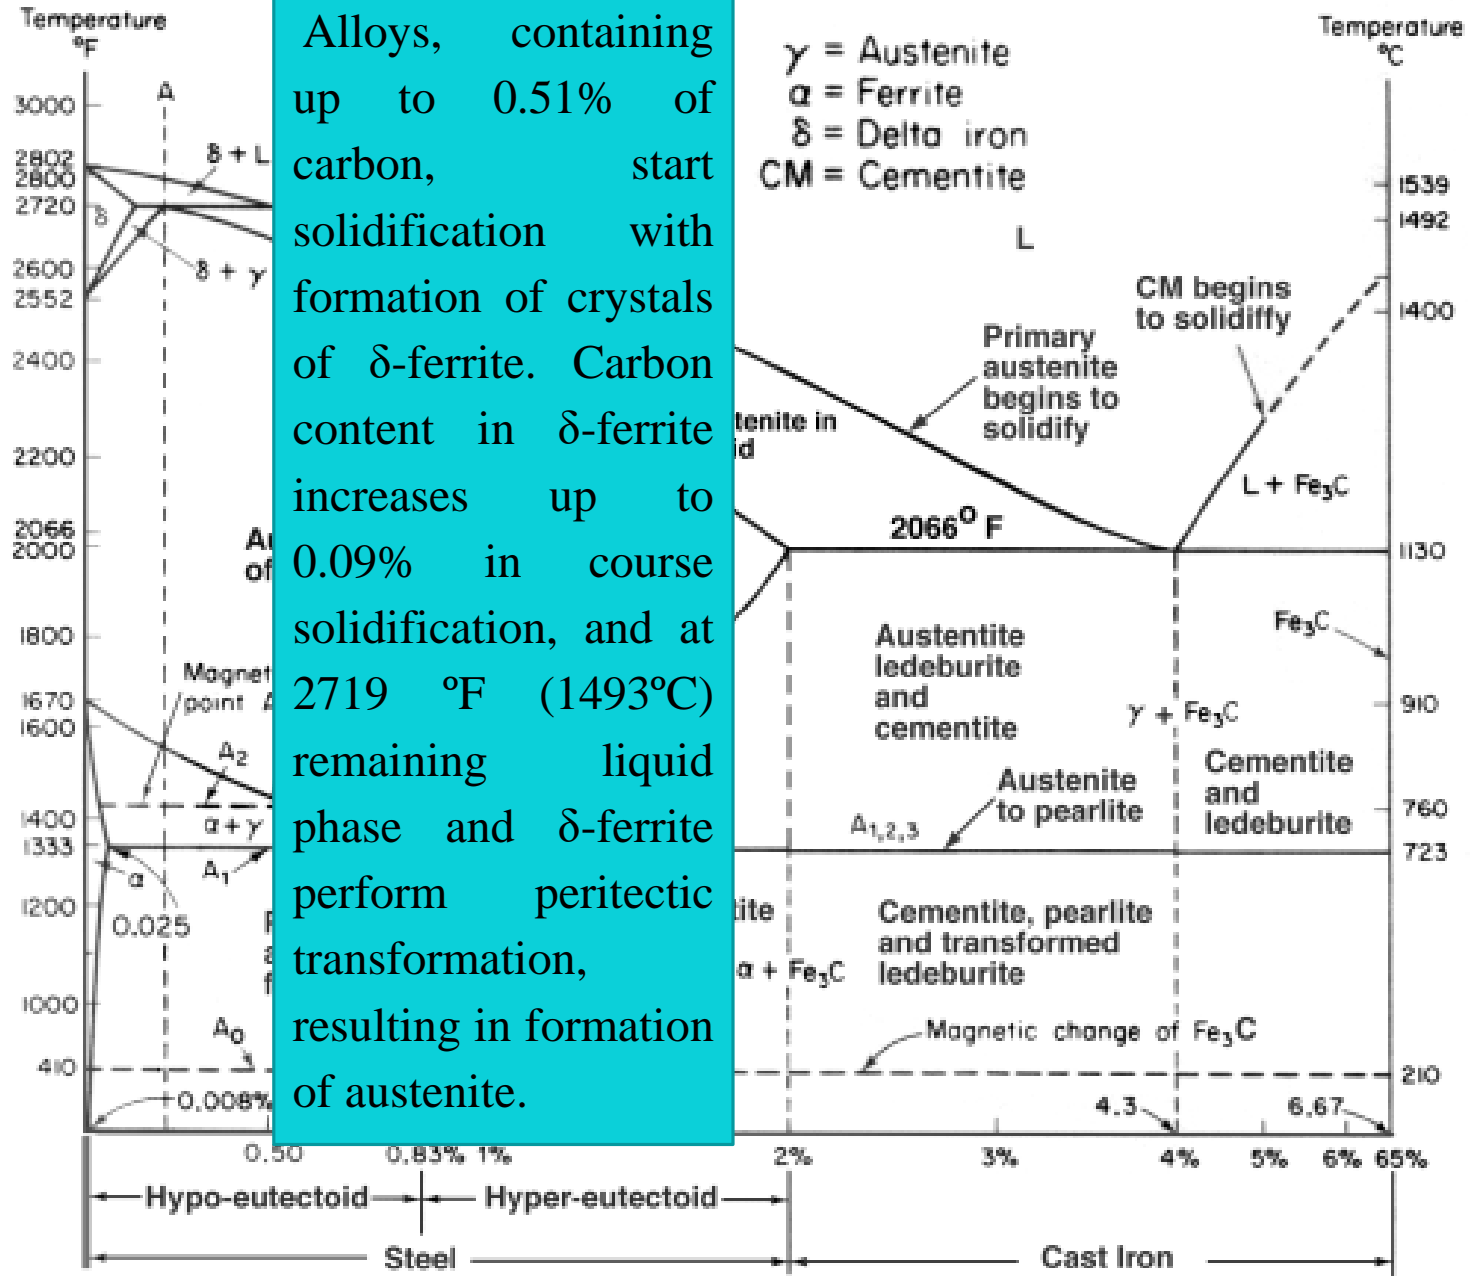 Temperature
°F
3000
2802
2800
2720
2600
2552
2400
2200
2066
2000
1800
1670
1600
1400
1333
1200
1000
410
A
δ + L
δ
δ + γ
Magnet
point
A₂
α+γ
A₁
α
0.025
A₀
0.008%
of
Alloys, containing
up to 0.51% of
carbon, start
solidification with
formation of crystals
of δ-ferrite. Carbon
content in δ-ferrite
increases up to
0.09% in course
solidification, and at
2719 ºF (1493ºC)
remaining liquid
phase and δ-ferrite
perform peritectic
transformation,
resulting in formation
of austenite.
γ = Austenite
α = Ferrite
δ = Delta iron
CM = Cementite
L
CM begins
to solidiffy
Primary
austenite
begins to
solidify
tenite in
id
L + Fe₃C
2066° F
Austentite
ledeburite
and
cementite
Fe₃C
γ + Fe₃C
Cementite
and
ledeburite
Austenite
to pearlite
A₁,₂,₃
tite
α + Fe₃C
Cementite, pearlite
and transformed
ledeburite
Magnetic change of Fe₃C
4.3
6.67
Temperature
°C
1539
1492
1400
1130
910
760
723
210
0.50 0.83% 1% 2% 3% 4% 5% 6% 65%
Hypo-eutectoid Hyper-eutectoid
Steel Cast Iron